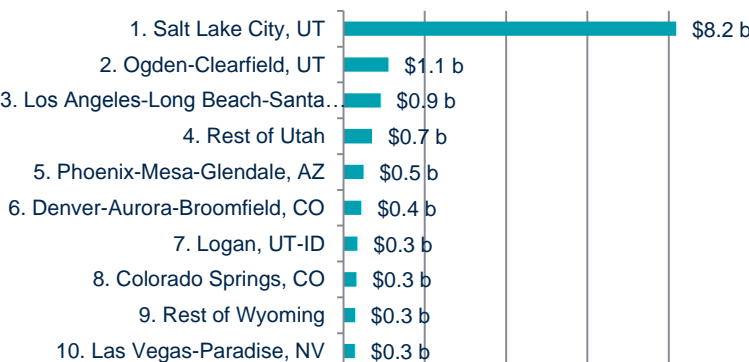 1. Salt Lake City, UT $8.2 b
2. Ogden-Clearfield, UT $1.1 b
3. Los Angeles-Long Beach-Santa… $0.9 b
4. Rest of Utah $0.7 b
5. Phoenix-Mesa-Glendale, AZ $0.5 b
6. Denver-Aurora-Broomfield, CO $0.4 b
7. Logan, UT-ID $0.3 b
8. Colorado Springs, CO $0.3 b
9. Rest of Wyoming $0.3 b
10. Las Vegas-Paradise, NV $0.3 b